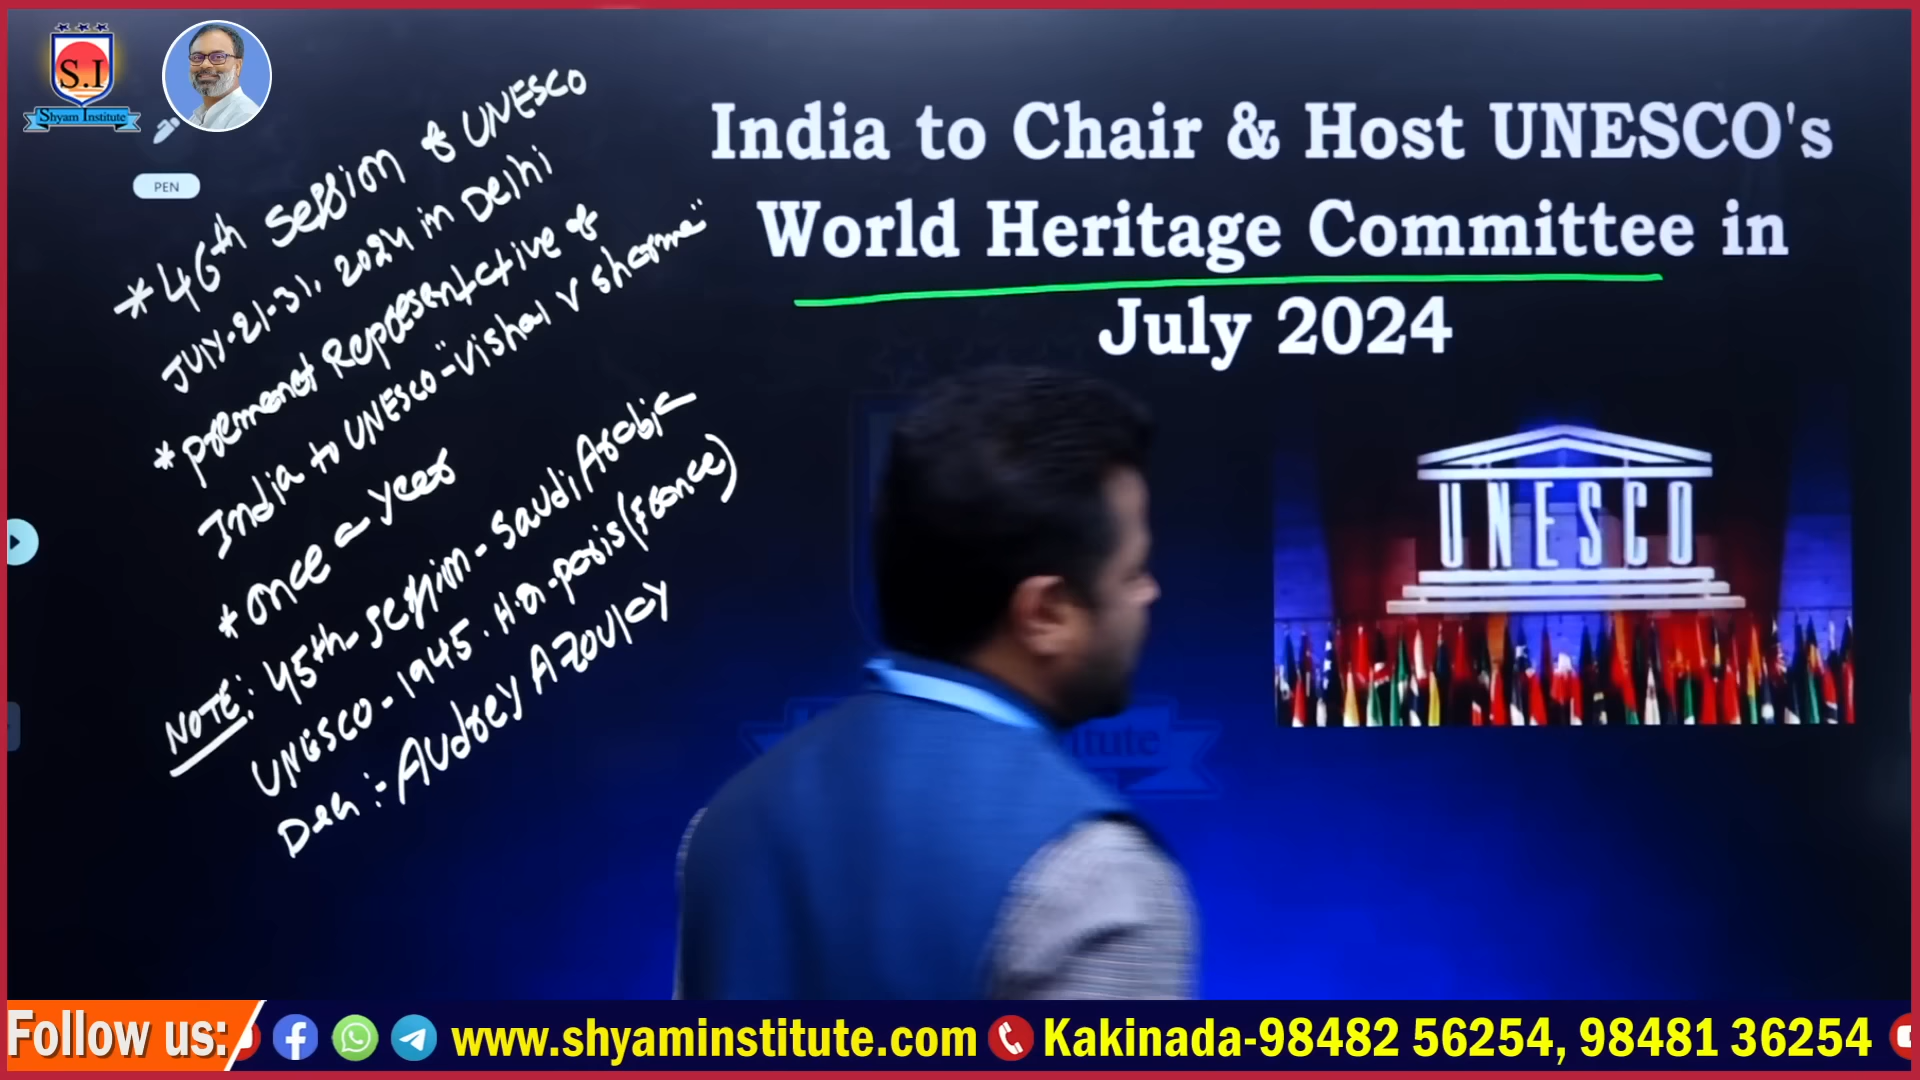 S.I
Shyam Institute
PEN
* 46th session of UNESCO
July-21-31, 2024 in Delhi
* Permenet Representative of
India to UNESCO-"Vishal V Sharma"
* once a year
NOTE: 45th-session-Saudi Arabia
UNESCO-1945. H.Q-Paris(France)
:- Audrey Azoulay
India to Chair & Host UNESCO's
World Heritage Committee in
July 2024
UNESCO
Follow us:
www.shyaminstitute.com
Kakinada-98482 56254, 98481 36254